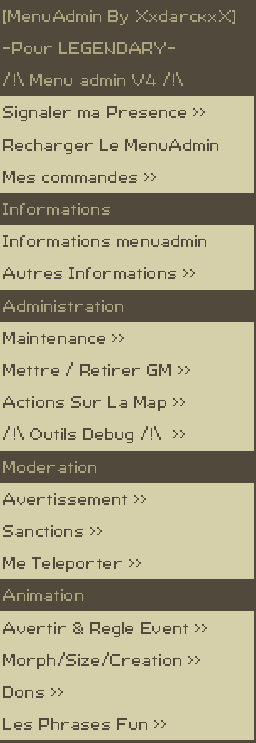 [MenuAdmin By XxdarcкxX]
-Pour LEGENDARY-
/!\ Menu admin V4 /!\
Signaler ma Presence >>
Recharger Le MenuAdmin
Mes commandes >>
Informations
Informations menuadmin
Autres Informations >>
Administration
Maintenance >>
Mettre / Retirer GM >>
Actions Sur La Map >>
/!\ Outils Debug /!\ >>
Moderation
Avertissement >>
Sanctions >>
Me Teleporter >>
Animation
Avertir & Regle Event >>
Morph/Size/Creation >>
Dons >>
Les Phrases Fun >>